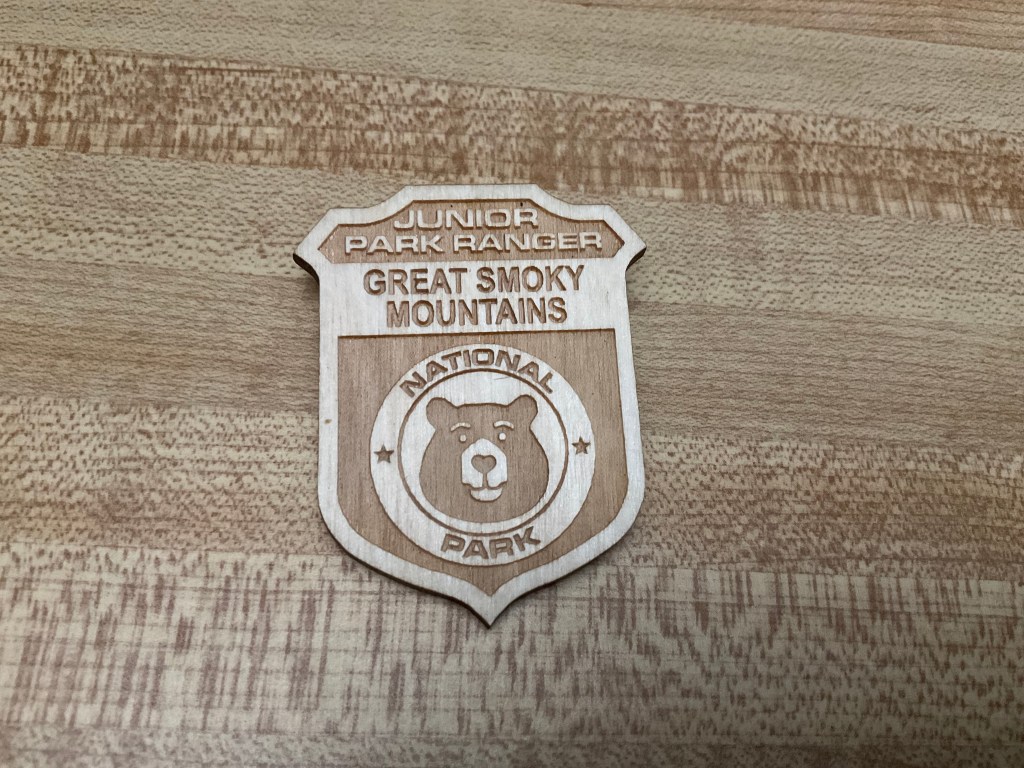 JUNIOR
PARK RANGER
GREAT SMOKY
MOUNTAINS
NATIONAL
PARK